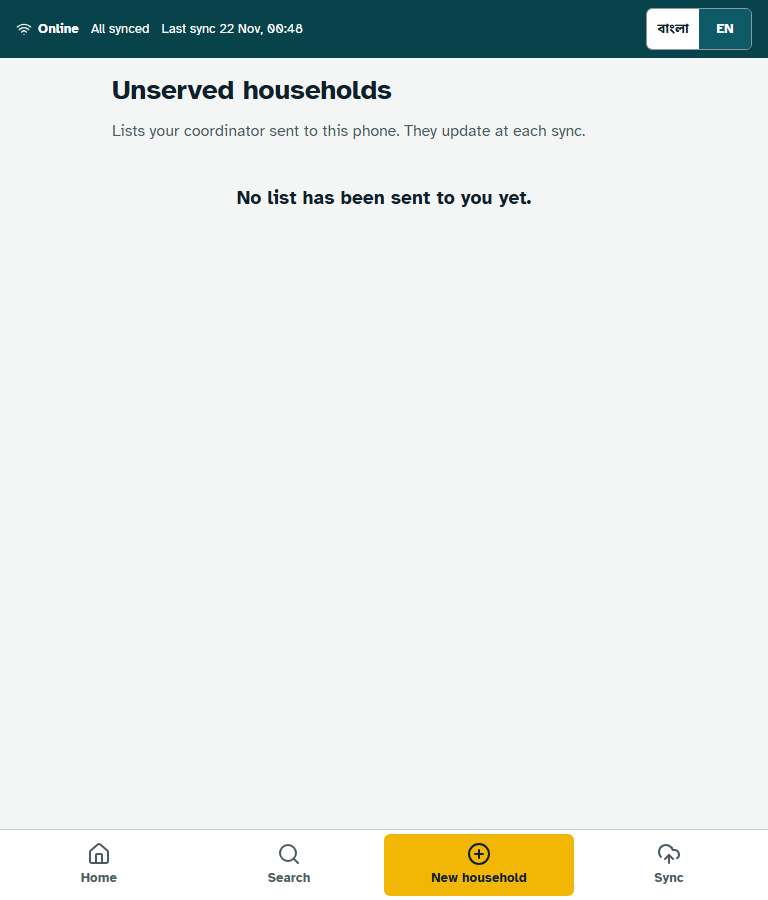 Online All synced Last sync 22 Nov, 00:48
বাংলা EN
Unserved households
Lists your coordinator sent to this phone. They update at each sync.
No list has been sent to you yet.
Home Search New household Sync